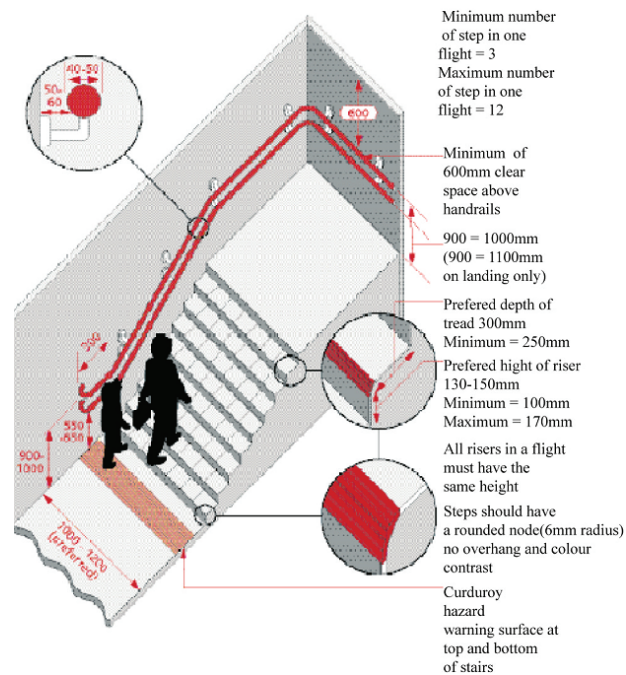 Minimum number
of step in one
flight = 3
Maximum number
of step in one
flight = 12
40-50
50-
60
600
Minimum of
600mm clear
space above
handrails
900 = 1000mm
(900 = 1100mm
on landing only)
Prefered depth of
tread 300mm
Minimum = 250mm
300
Prefered hight of riser
130-150mm
Minimum = 100mm
Maximum = 170mm
550
-650
900-
1000
All risers in a flight
must have the
same height
Steps should have
a rounded node(6mm radius)
no overhang and colour
contrast
1000 1200
(preferred)
Curduroy
hazard
warning surface at
top and bottom
of stairs